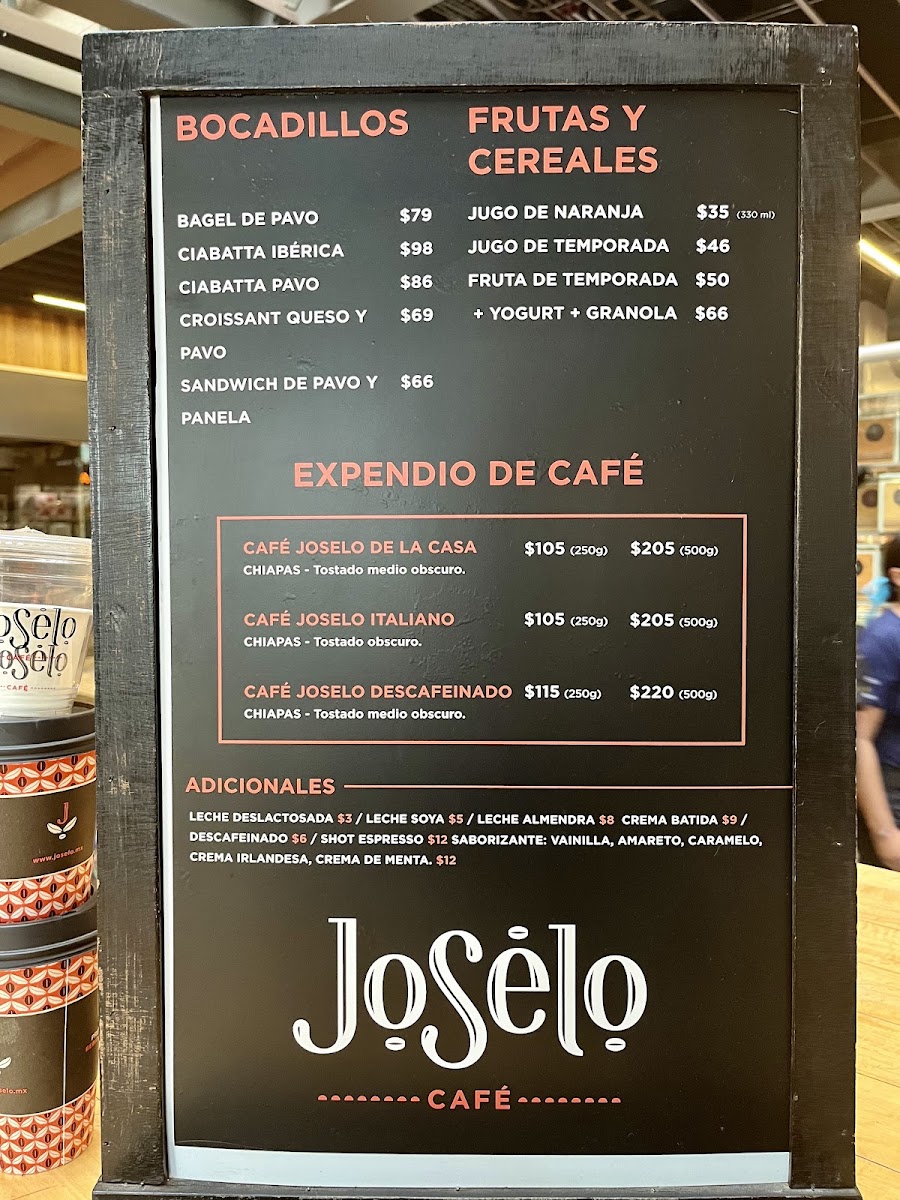 BOCADILLOS
BAGEL DE PAVO $79
CIABATTA IBÉRICA $98
CIABATTA PAVO $86
CROISSANT QUESO Y $69
PAVO
SANDWICH DE PAVO Y $66
PANELA
FRUTAS Y
CEREALES
JUGO DE NARANJA $35 (330 ml)
JUGO DE TEMPORADA $46
FRUTA DE TEMPORADA $50
+ YOGURT + GRANOLA $66
EXPENDIO DE CAFÉ
CAFÉ JOSELO DE LA CASA $105 (250g) $205 (500g)
CHIAPAS - Tostado medio obscuro.
CAFÉ JOSELO ITALIANO $105 (250g) $205 (500g)
CHIAPAS - Tostado obscuro.
CAFÉ JOSELO DESCAFEINADO $115 (250g) $220 (500g)
CHIAPAS - Tostado medio obscuro.
ADICIONALES
LECHE DESLACTOSADA $3 / LECHE SOYA $5 / LECHE ALMENDRA $8 CREMA BATIDA $9 /
DESCAFEINADO $6 / SHOT ESPRESSO $12 SABORIZANTE: VAINILLA, AMARETO, CARAMELO,
CREMA IRLANDESA, CREMA DE MENTA. $12
Joselo
CAFÉ
Joselo
CAFÉ
J
www.joselo.mx